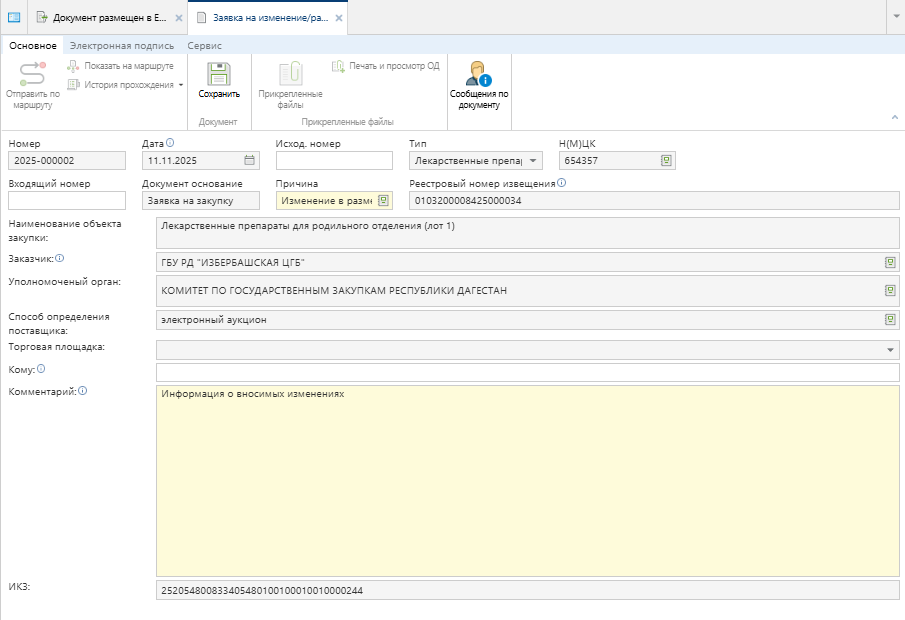 Документ размещен в Е...
Заявка на изменение/ра...
Основное Электронная подпись Сервис
Отправить по маршруту
Показать на маршруте
История прохождения
Сохранить
Документ
Прикрепленные файлы
Печать и просмотр ОД
Прикрепленные файлы
Сообщения по документу
Номер Дата Исход. номер Тип Н(М)ЦК
2025-000002 11.11.2025 Лекарственные препар 654357
Входящий номер Документ основание Причина Реестровый номер извещения
Заявка на закупку Изменение в разме 0103200008425000034
Наименование объекта закупки:
Лекарственные препараты для родильного отделения (лот 1)
Заказчик:
ГБУ РД "ИЗБЕРБАШСКАЯ ЦГБ"
Уполномоченый орган:
КОМИТЕТ ПО ГОСУДАРСТВЕННЫМ ЗАКУПКАМ РЕСПУБЛИКИ ДАГЕСТАН
Способ определения поставщика:
электронный аукцион
Торговая площадка:
Кому:
Комментарий:
Информация о вносимых изменениях
ИКЗ:
252054800833405480100100010010000244